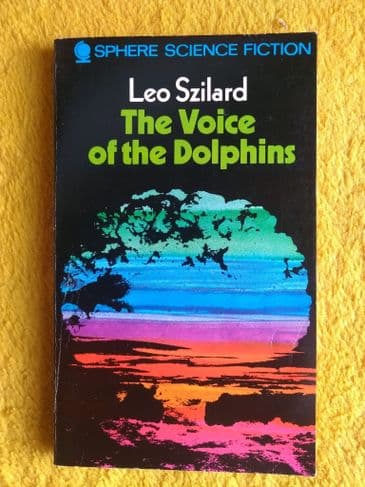 SPHERE SCIENCE FICTION
Leo Szilard
The Voice
of the Dolphins